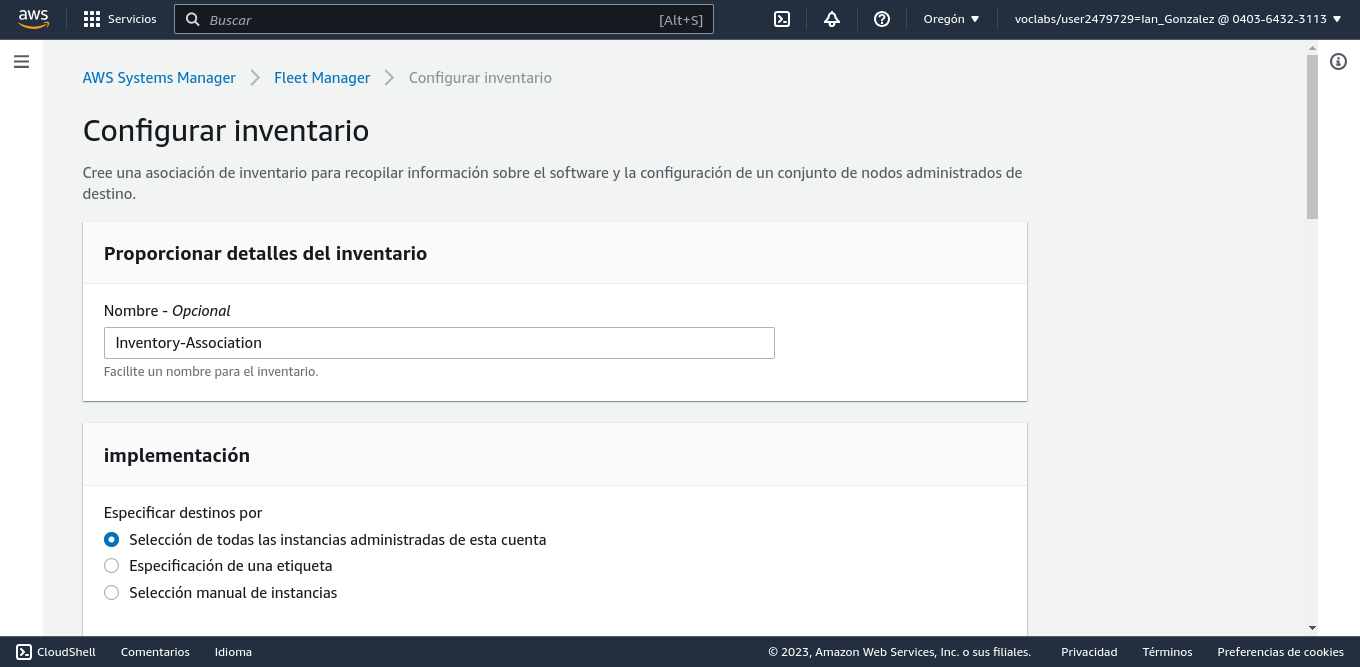 aws
Servicios
Buscar
[Alt+S]
Oregón
voclabs/user2479729=Ian_Gonzalez @ 0403-6432-3113
AWS Systems Manager
Fleet Manager
Configurar inventario
Configurar inventario
Cree una asociación de inventario para recopilar información sobre el software y la configuración de un conjunto de nodos administrados de
destino.
Proporcionar detalles del inventario
Nombre - Opcional
Inventory-Association
Facilite un nombre para el inventario.
implementación
Especificar destinos por
Selección de todas las instancias administradas de esta cuenta
Especificación de una etiqueta
Selección manual de instancias
CloudShell
Comentarios
Idioma
© 2023, Amazon Web Services, Inc. o sus filiales.
Privacidad
Términos
Preferencias de cookies